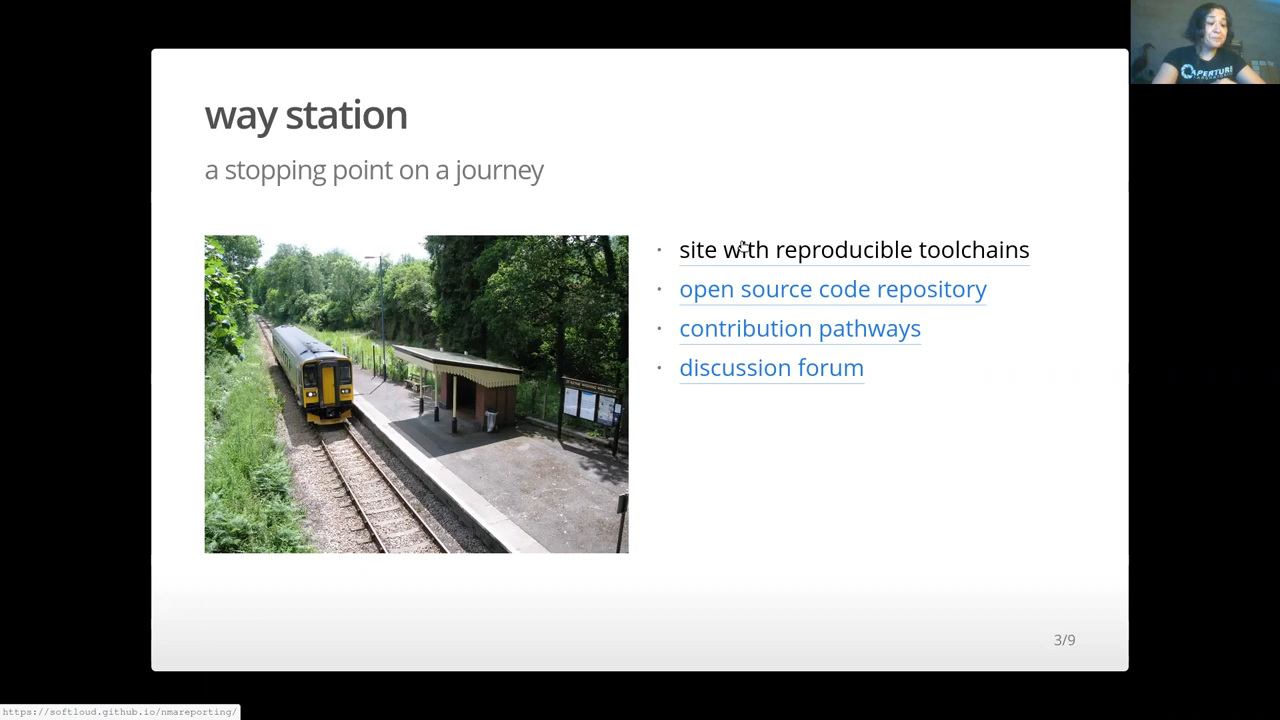 way station
a stopping point on a journey
· site with reproducible toolchains
· open source code repository
· contribution pathways
· discussion forum
3/9
APERTURE
https://softloud.github.io/nmareporting/